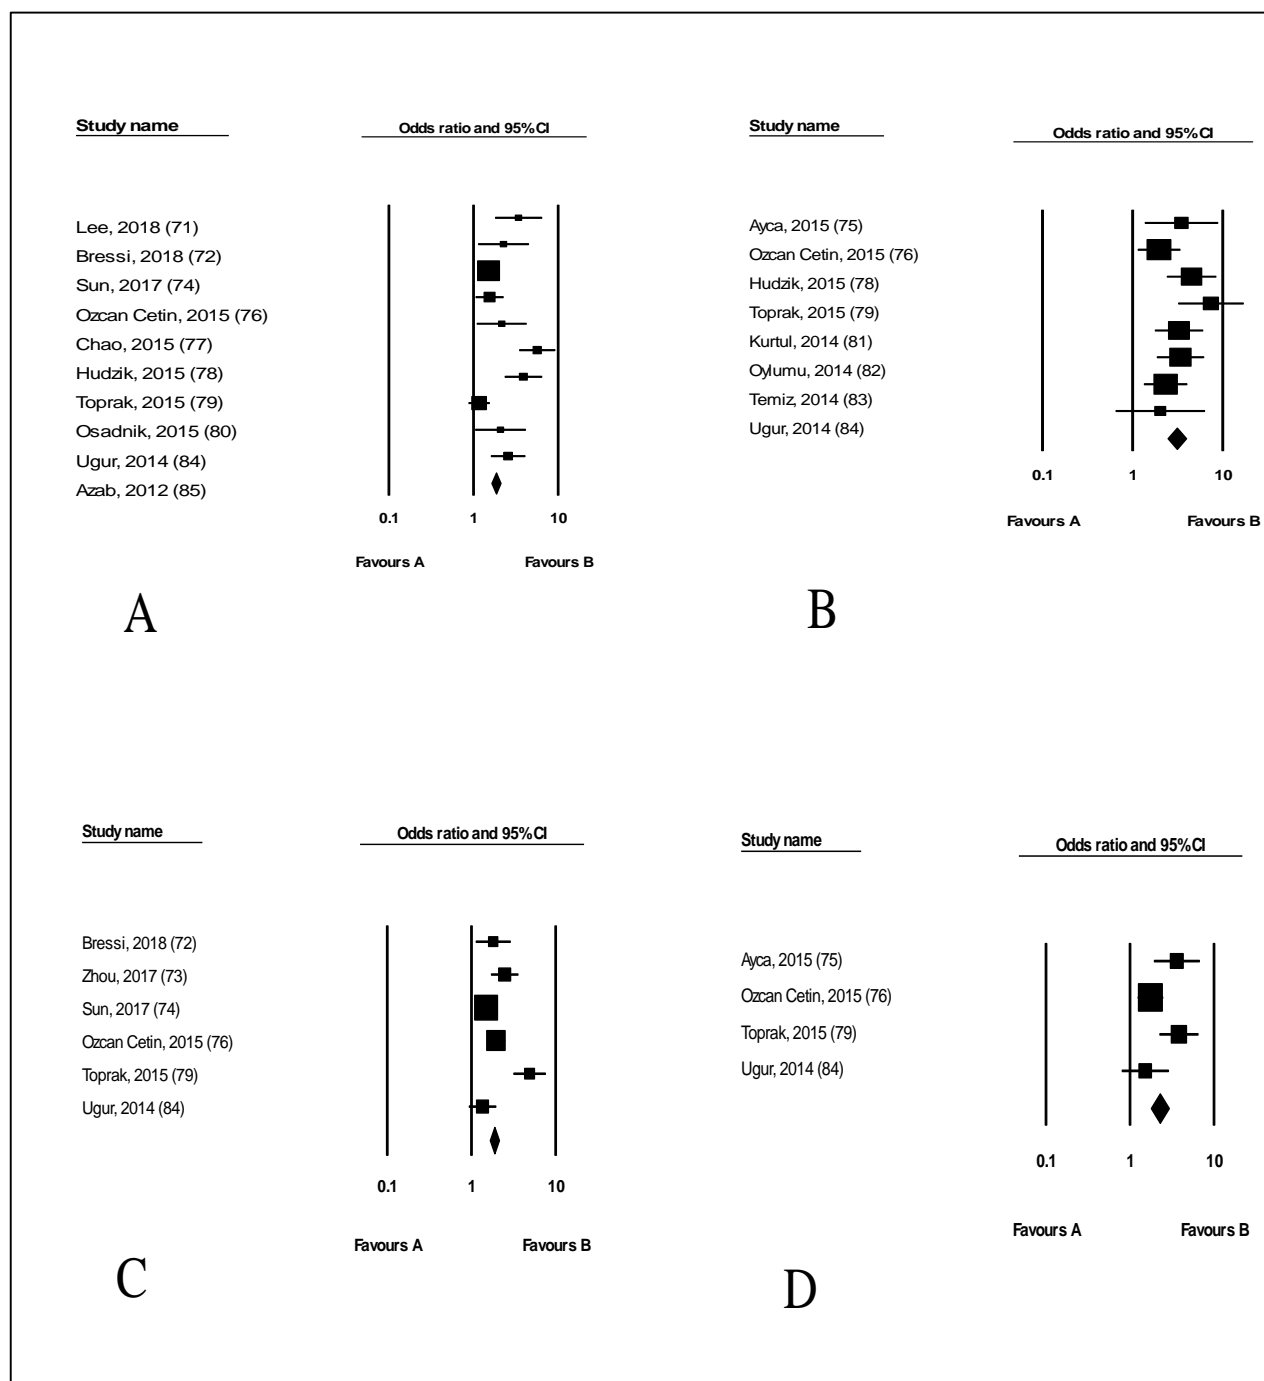 Study name
Odds ratio and 95%CI
Lee, 2018 (71)
Bressi, 2018 (72)
Sun, 2017 (74)
Ozcan Cetin, 2015 (76)
Chao, 2015 (77)
Hudzik, 2015 (78)
Toprak, 2015 (79)
Osadnik, 2015 (80)
Ugur, 2014 (84)
Azab, 2012 (85)
0.1 1 10
Favours A Favours B
A
Study name
Odds ratio and 95%CI
Ayca, 2015 (75)
Ozcan Cetin, 2015 (76)
Hudzik, 2015 (78)
Toprak, 2015 (79)
Kurtul, 2014 (81)
Oylumu, 2014 (82)
Temiz, 2014 (83)
Ugur, 2014 (84)
0.1 1 10
Favours A Favours B
B
Study name
Odds ratio and 95%CI
Bressi, 2018 (72)
Zhou, 2017 (73)
Sun, 2017 (74)
Ozcan Cetin, 2015 (76)
Toprak, 2015 (79)
Ugur, 2014 (84)
0.1 1 10
Favours A Favours B
C
Study name
Odds ratio and 95%CI
Ayca, 2015 (75)
Ozcan Cetin, 2015 (76)
Toprak, 2015 (79)
Ugur, 2014 (84)
0.1 1 10
Favours A Favours B
D